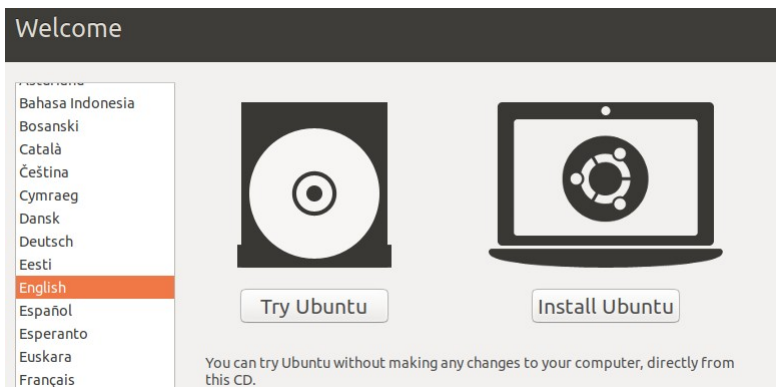 Welcome
Bahasa Indonesia
Bosanski
Català
Čeština
Cymraeg
Dansk
Deutsch
Eesti
English
Español
Esperanto
Euskara
Français
Try Ubuntu
Install Ubuntu
You can try Ubuntu without making any changes to your computer, directly from
this CD.